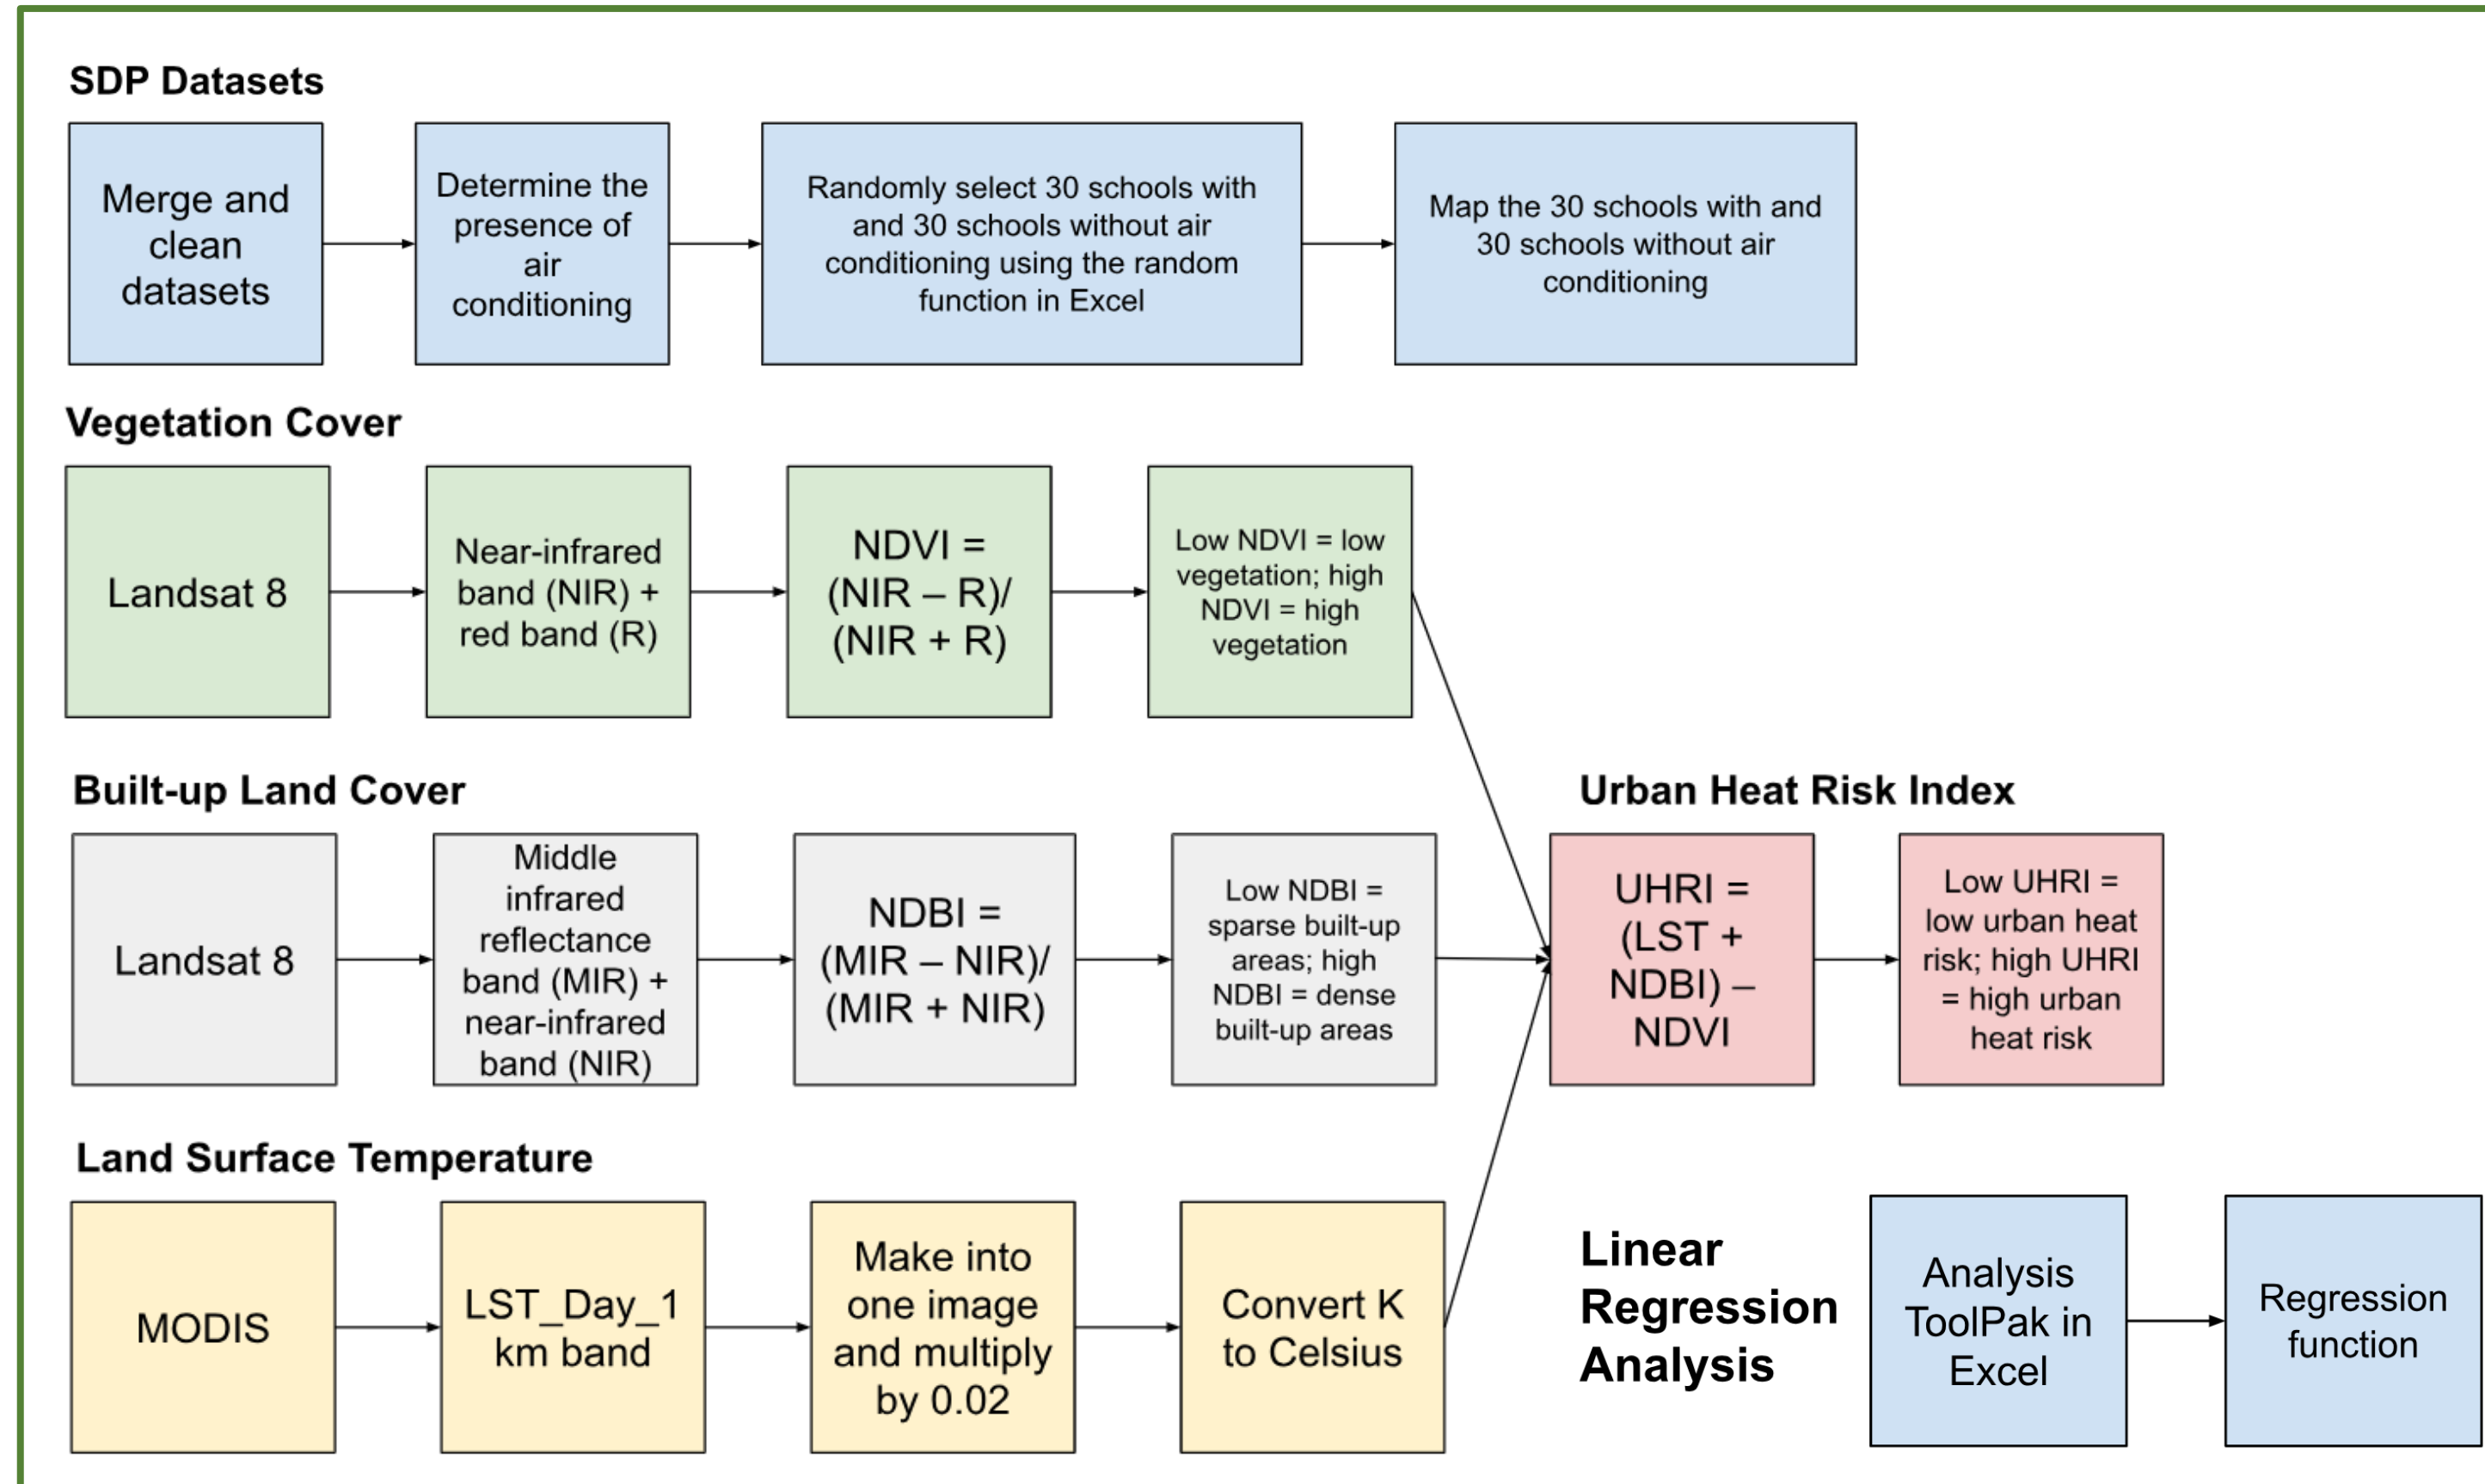 SDP Datasets
Merge and
clean
datasets
Determine the
presence of
air
conditioning
Randomly select 30 schools with
and 30 schools without air
conditioning using the random
function in Excel
Map the 30 schools with and
30 schools without air
conditioning
Vegetation Cover
Landsat 8
Near-infrared
band (NIR) +
red band (R)
NDVI =
(NIR – R)/
(NIR + R)
Low NDVI = low
vegetation; high
NDVI = high
vegetation
Built-up Land Cover
Landsat 8
Middle
infrared
reflectance
band (MIR) +
near-infrared
band (NIR)
NDBI =
(MIR – NIR)/
(MIR + NIR)
Low NDBI =
sparse built-up
areas; high
NDBI = dense
built-up areas
Urban Heat Risk Index
UHRI =
(LST +
NDBI) –
NDVI
Low UHRI =
low urban heat
risk; high UHRI
= high urban
heat risk
Land Surface Temperature
MODIS
LST_Day_1
km band
Make into
one image
and multiply
by 0.02
Convert K
to Celsius
Linear
Regression
Analysis
Analysis
ToolPak in
Excel
Regression
function